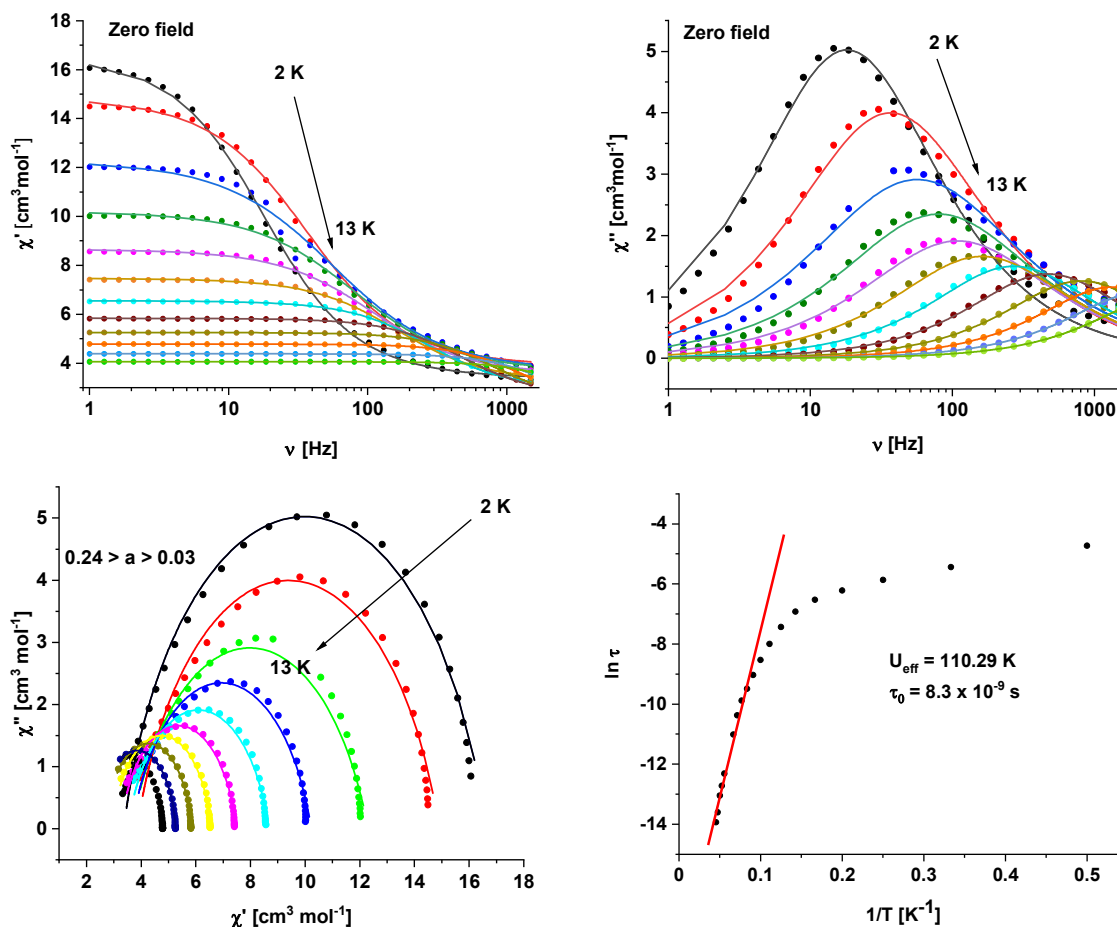 Zero field
2 K
13 K
χ' [cm³ mol⁻¹]
18
16
14
12
10
8
6
4
1
10
100
1000
ν [Hz]
Zero field
2 K
13 K
χ" [cm³mol⁻¹]
5
4
3
2
1
0
1
10
100
1000
ν [Hz]
0.24 > a > 0.03
2 K
13 K
χ" [cm³ mol⁻¹]
5
4
3
2
1
0
2
4
6
8
10
12
14
16
18
χ' [cm³ mol⁻¹]
ln τ
-4
-6
-8
-10
-12
-14
U_eff = 110.29 K
τ₀ = 8.3 x 10⁻⁹ s
0
0.1
0.2
0.3
0.4
0.5
1/T [K⁻¹]